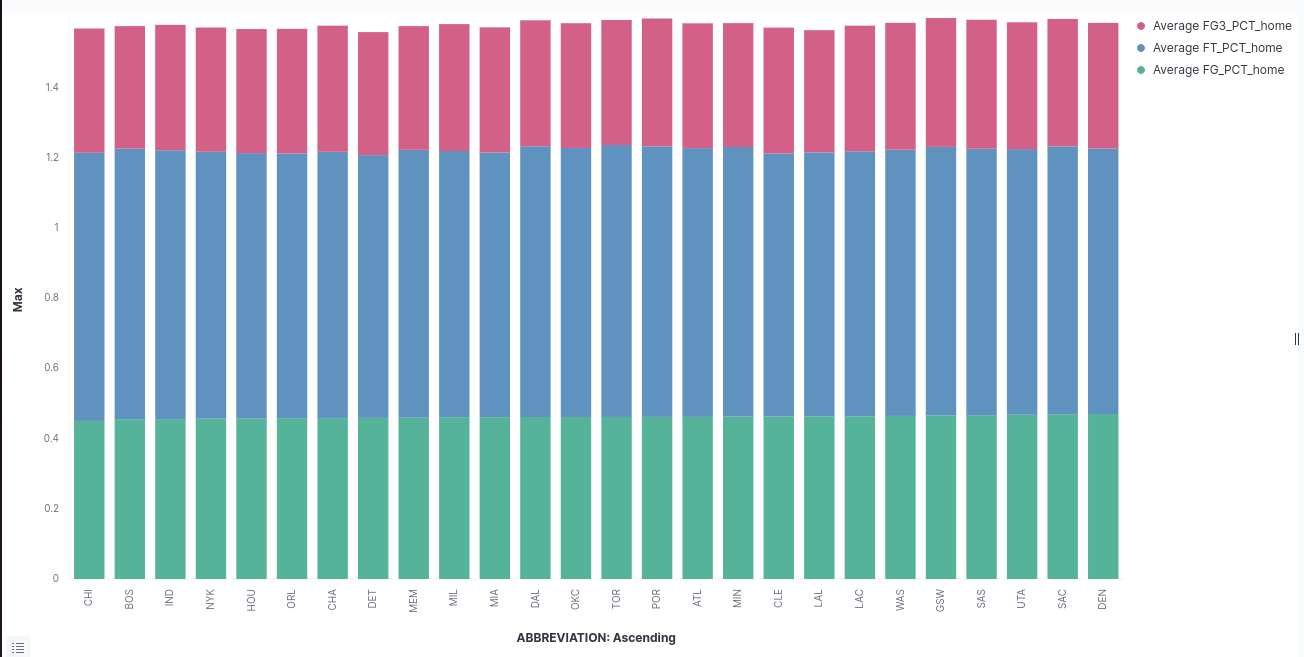 Average FG3_PCT_home
Average FT_PCT_home
Average FG_PCT_home
Max
1.4
1.2
1
0.8
0.6
0.4
0.2
0
CHI
BOS
IND
NYK
HOU
ORL
CHA
DET
MEM
MIL
MIA
DAL
OKC
TOR
POR
ATL
MIN
CLE
LAL
LAC
WAS
GSW
SAS
UTA
SAC
DEN
ABBREVIATION: Ascending